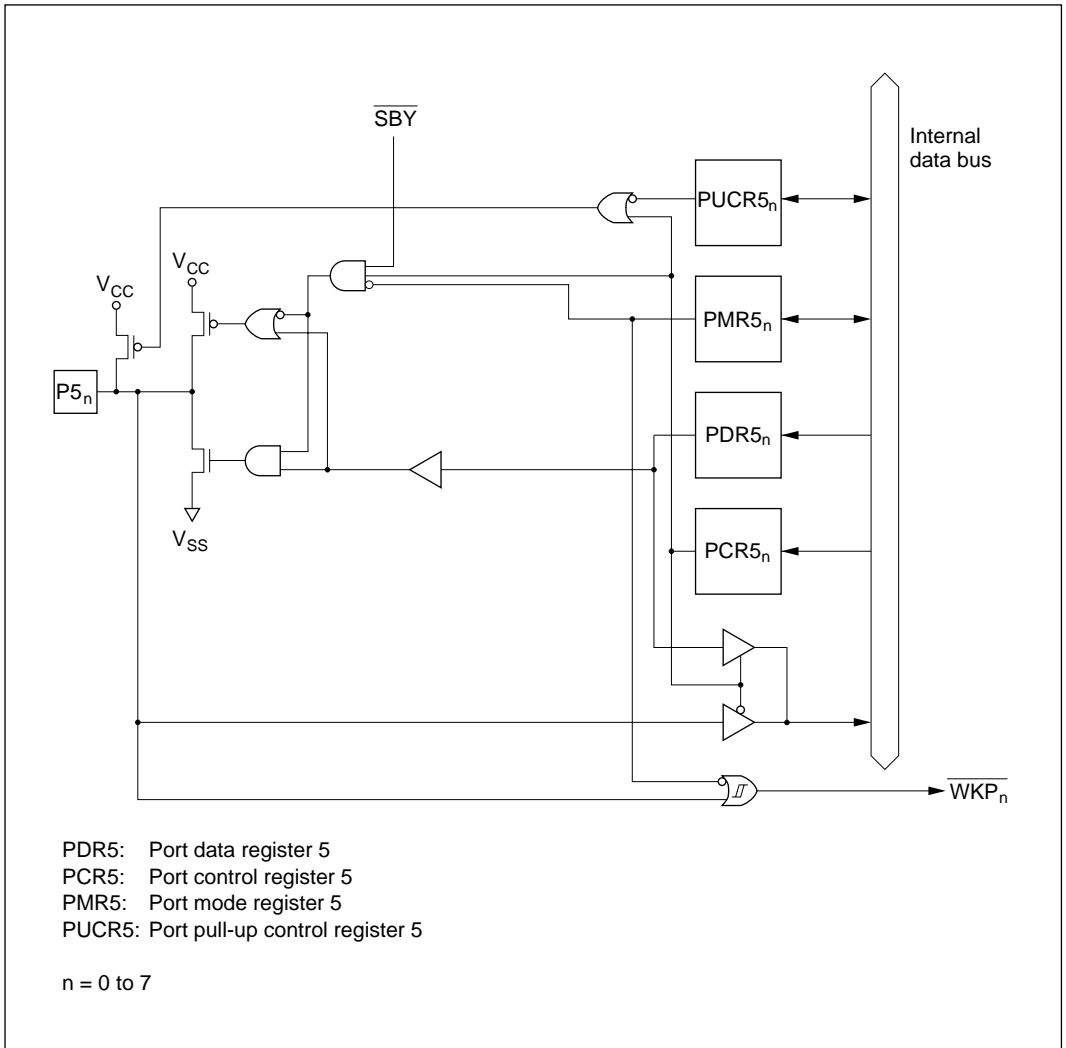 SBY
Internal
data bus
PUCR5n
VCC
VCC
PMR5n
P5n
PDR5n
VSS
PCR5n
WKPn
PDR5: Port data register 5
PCR5: Port control register 5
PMR5: Port mode register 5
PUCR5: Port pull-up control register 5
n = 0 to 7